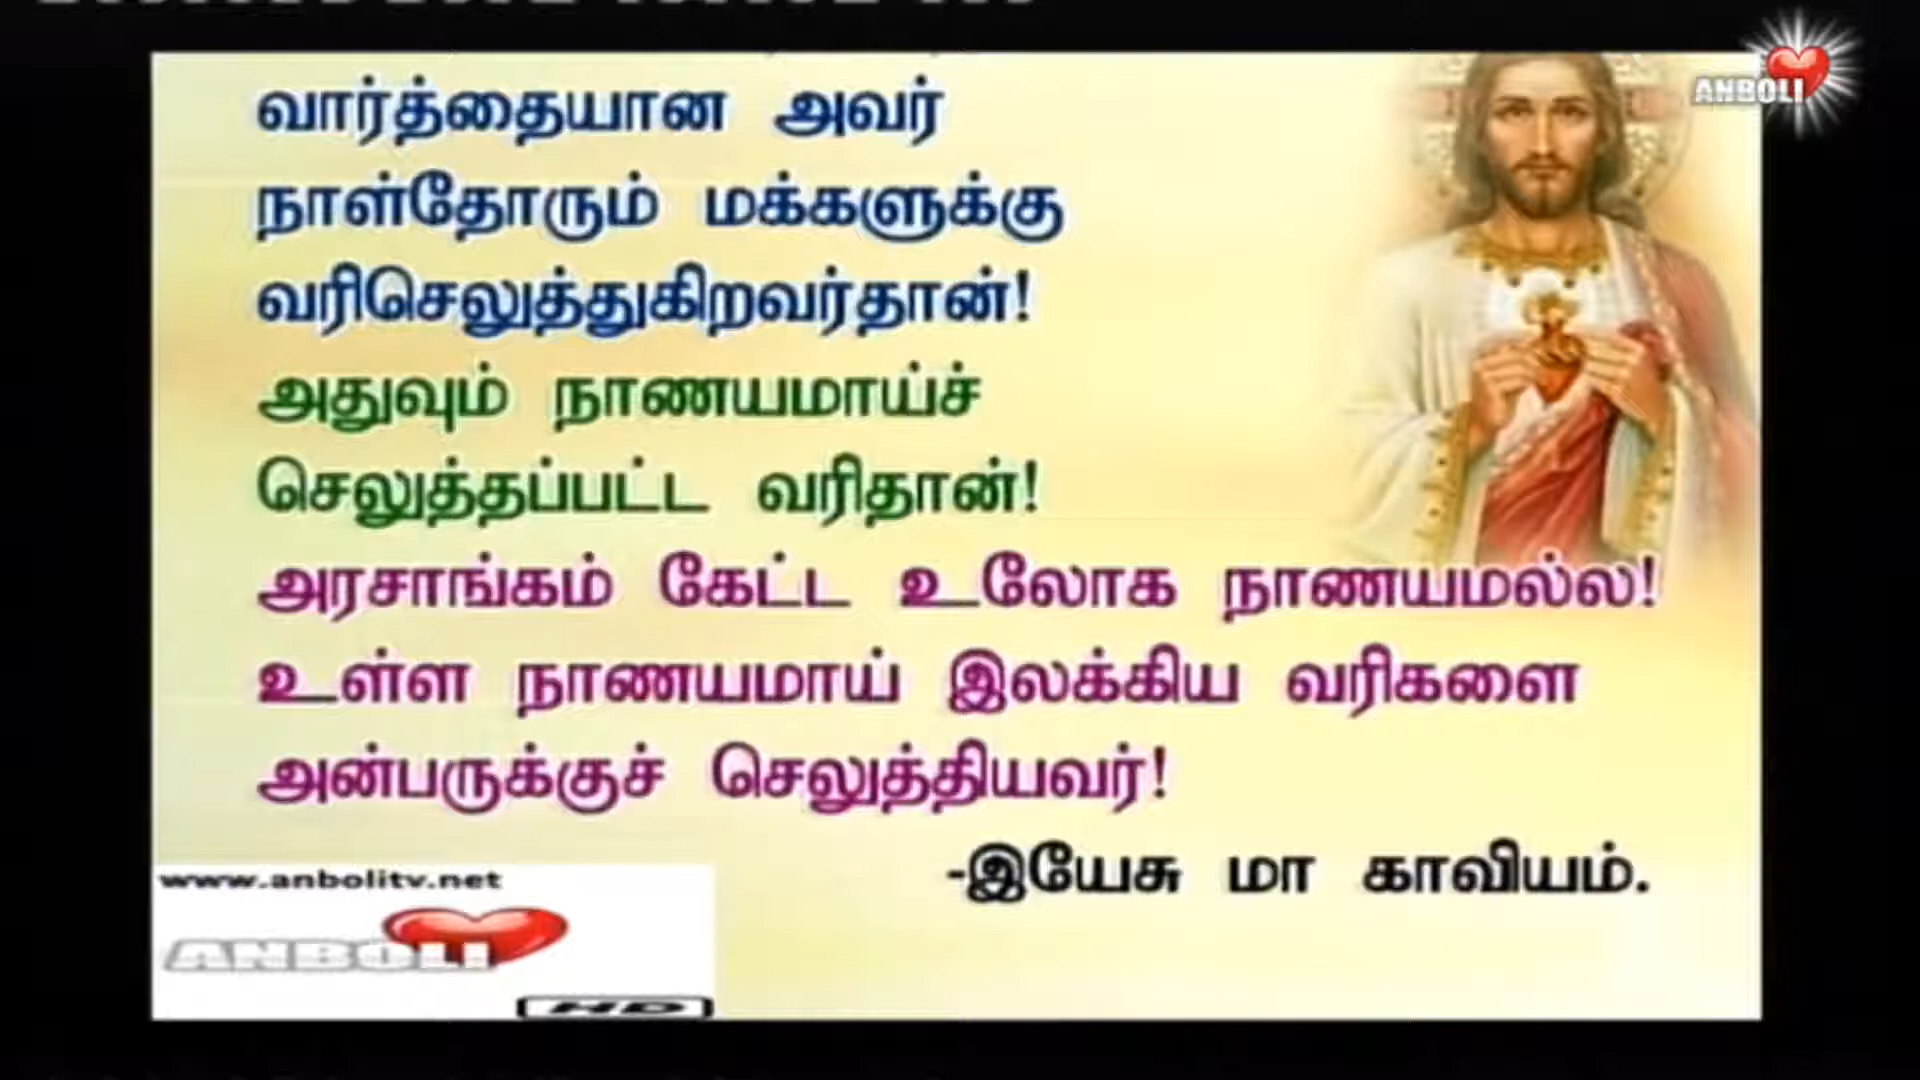 வார்த்தையான அவர்
நாள்தோரும் மக்களுக்கு
வரிசெலுத்துகிறவர்தான்!
அதுவும் நாணயமாய்ச்
செலுத்தப்பட்ட வரிதான்!
அரசாங்கம் கேட்ட உலோக நாணயமல்ல!
உள்ள நாணயமாய் இலக்கிய வரிகளை
அன்பருக்குச் செலுத்தியவர்!
-இயேசு மா காவியம்.
www.anbolitv.net
ANBOLI
HD
ANBOLI